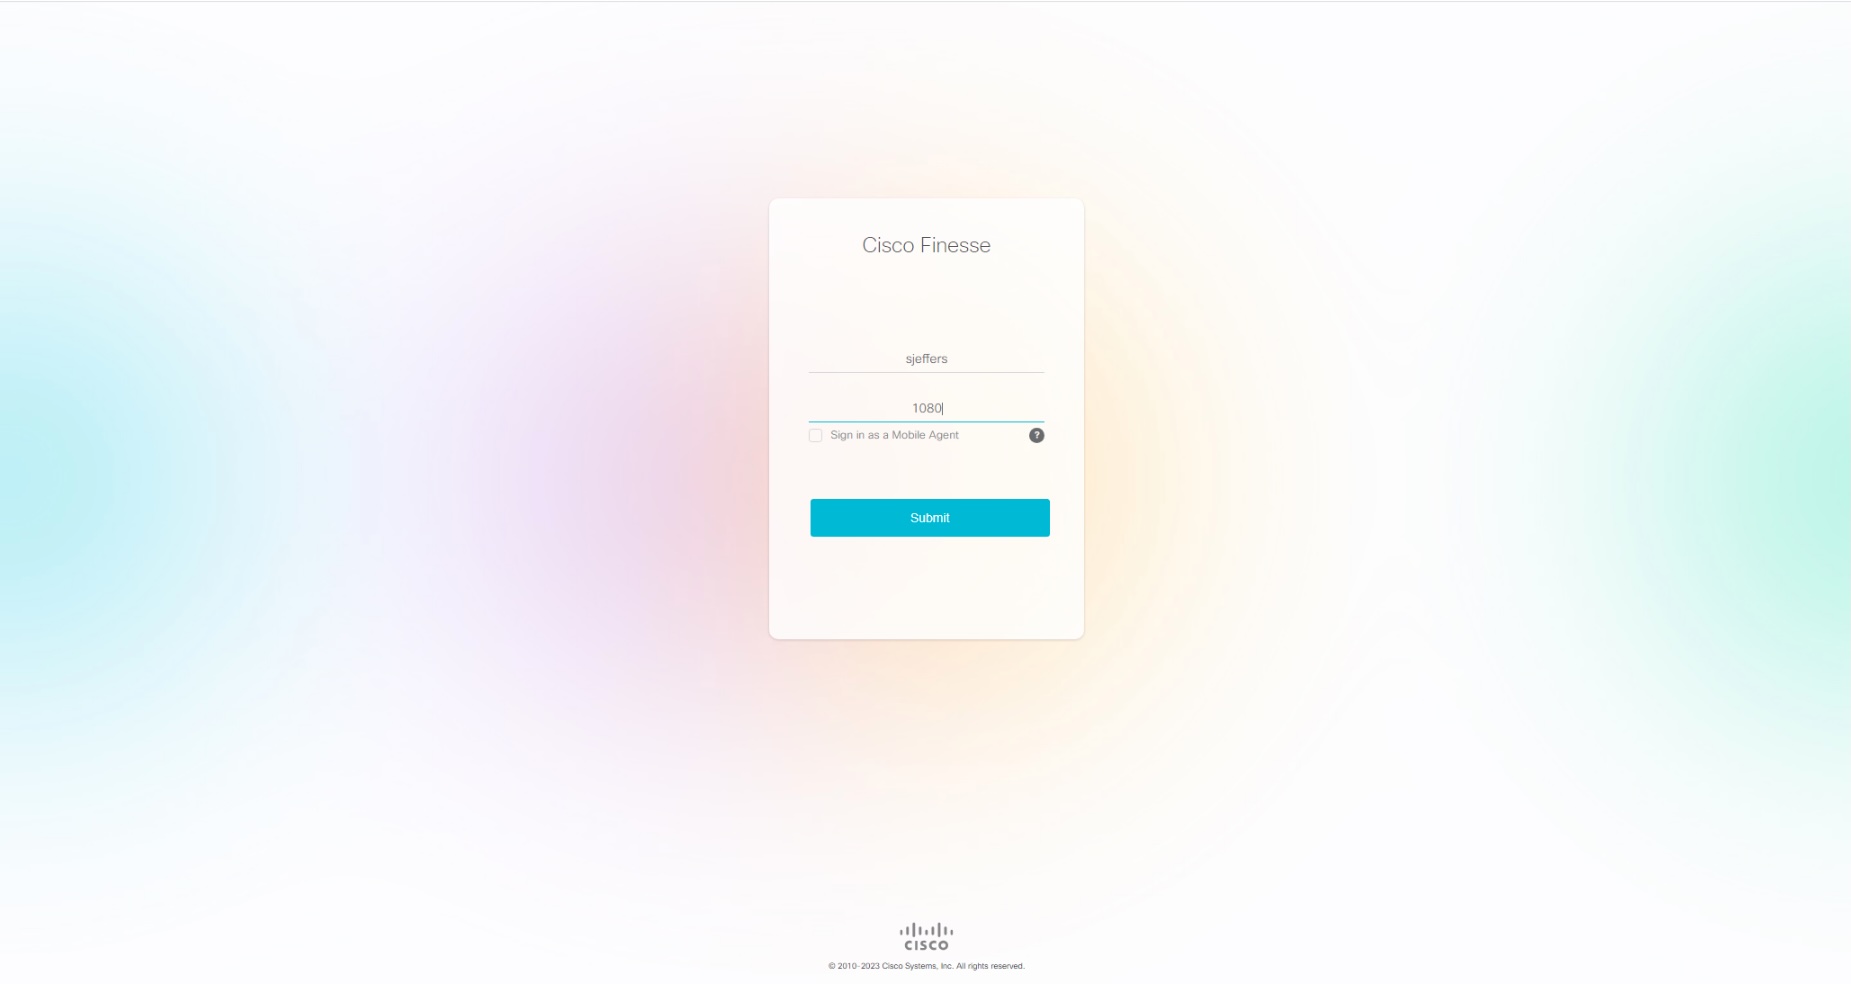 Cisco Finesse
sjeffers
1080
Sign in as a Mobile Agent
?
Submit
CISCO
© 2010-2023 Cisco Systems, Inc. All rights reserved.